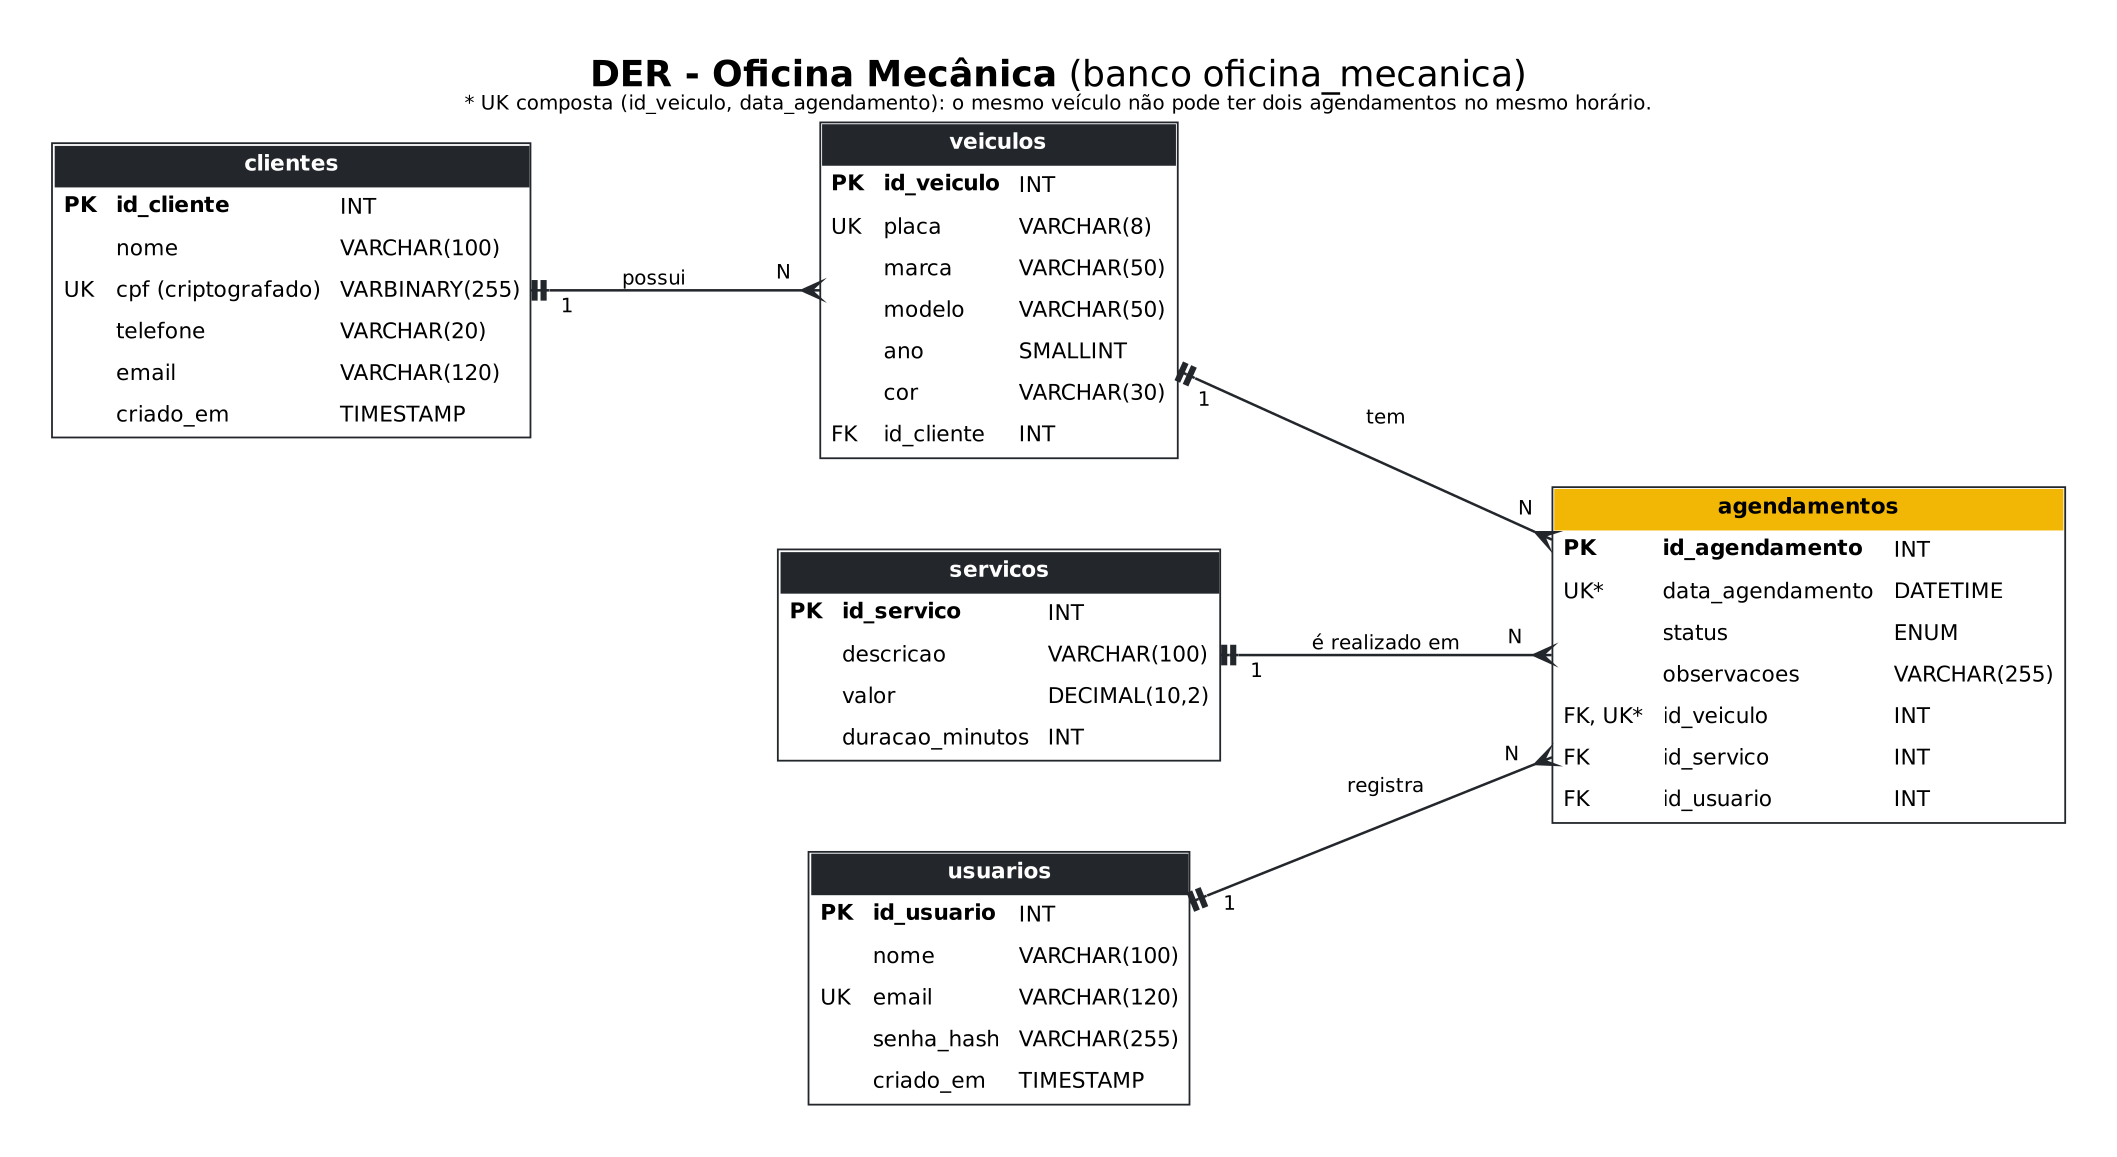 DER - Oficina Mecânica (banco oficina_mecanica)
* UK composta (id_veiculo, data_agendamento): o mesmo veículo não pode ter dois agendamentos no mesmo horário.
clientes
PK id_cliente INT
nome VARCHAR(100)
UK cpf (criptografado) VARBINARY(255)
telefone VARCHAR(20)
email VARCHAR(120)
criado_em TIMESTAMP
1 possui N
veiculos
PK id_veiculo INT
UK placa VARCHAR(8)
marca VARCHAR(50)
modelo VARCHAR(50)
ano SMALLINT
cor VARCHAR(30)
FK id_cliente INT
1 tem N
servicos
PK id_servico INT
descricao VARCHAR(100)
valor DECIMAL(10,2)
duracao_minutos INT
1 é realizado em N
usuarios
PK id_usuario INT
nome VARCHAR(100)
UK email VARCHAR(120)
senha_hash VARCHAR(255)
criado_em TIMESTAMP
1 registra N
agendamentos
PK id_agendamento INT
UK* data_agendamento DATETIME
status ENUM
observacoes VARCHAR(255)
FK, UK* id_veiculo INT
FK id_servico INT
FK id_usuario INT